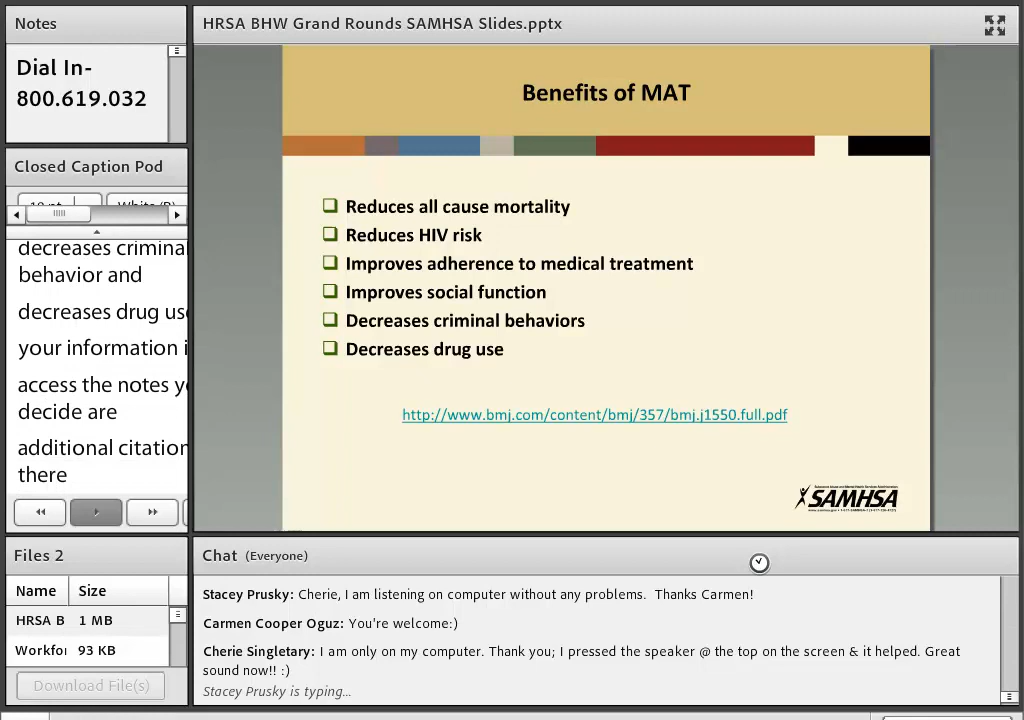 Notes
Dial In-
800.619.032
Closed Caption Pod
decreases criminal
behavior and
decreases drug use
your information i
access the notes y
decide are
additional citation
there
Files 2
Name Size
HRSA B 1 MB
Workfo 93 KB
Download File(s)
HRSA BHW Grand Rounds SAMHSA Slides.pptx
Benefits of MAT
Reduces all cause mortality
Reduces HIV risk
Improves adherence to medical treatment
Improves social function
Decreases criminal behaviors
Decreases drug use
http://www.bmj.com/content/bmj/357/bmj.j1550.full.pdf
SAMHSA
Chat (Everyone)
Stacey Prusky: Cherie, I am listening on computer without any problems. Thanks Carmen!
Carmen Cooper Oguz: You're welcome:)
Cherie Singletary: I am only on my computer. Thank you; I pressed the speaker @ the top on the screen & it helped. Great
sound now!! :)
Stacey Prusky is typing...